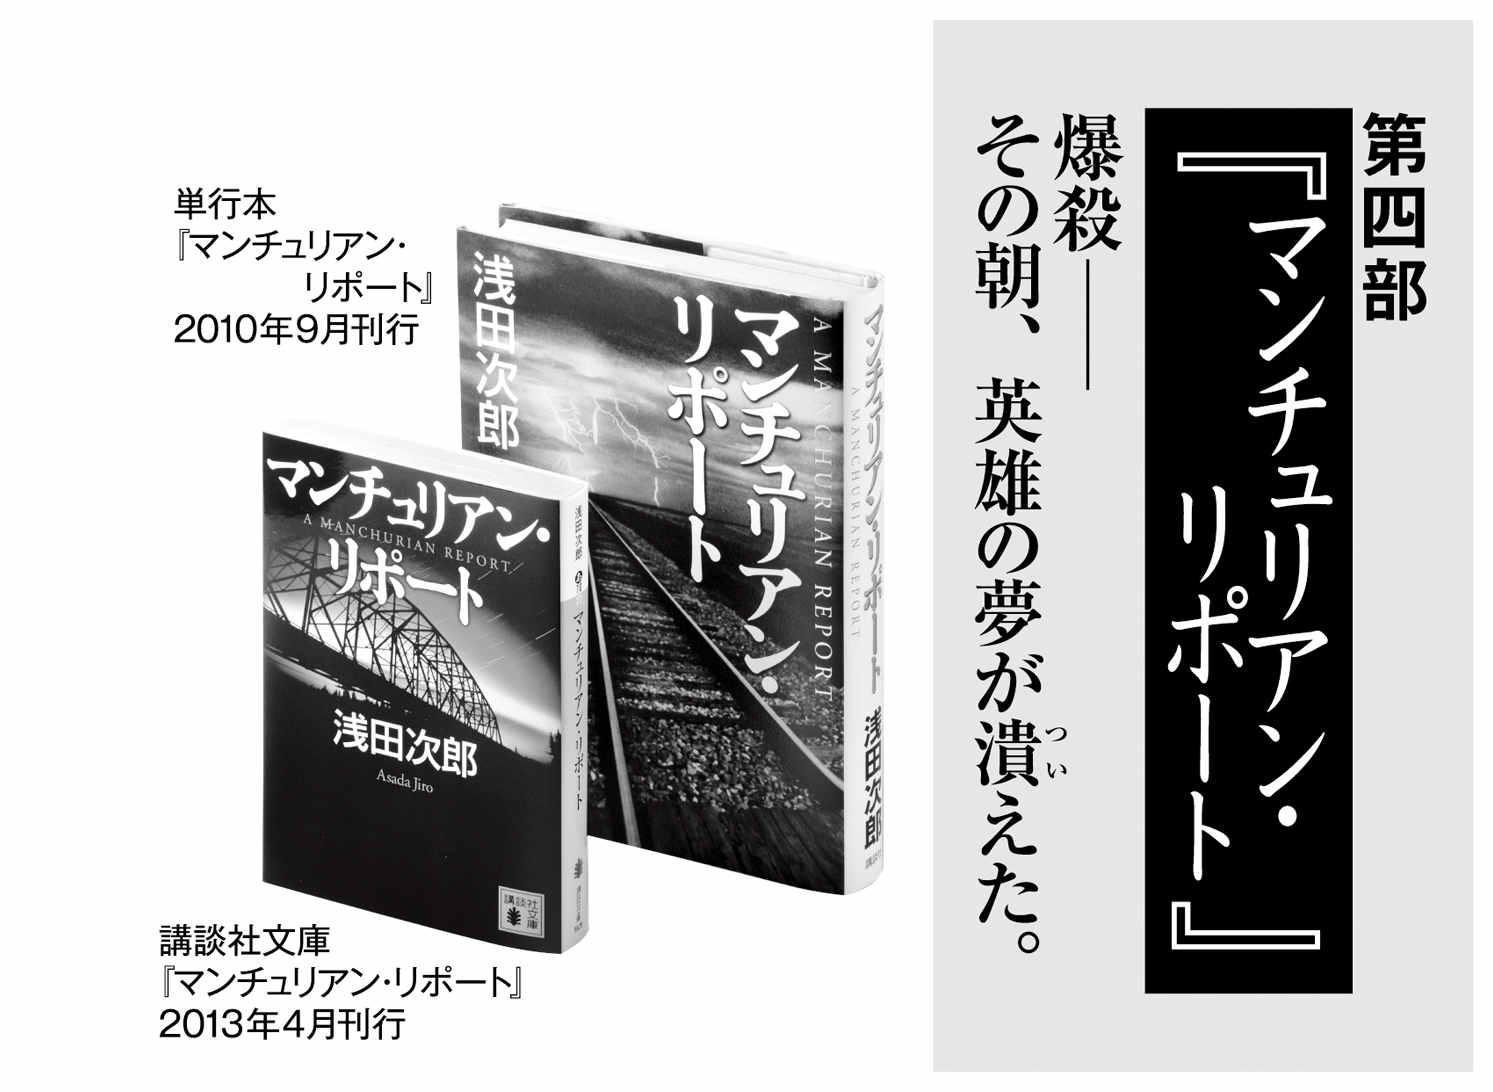 第四部
『マンチュリアン・
リポート』
爆殺――
その朝、英雄の夢が潰えた。
つい
単行本
『マンチュリアン・
リポート』
2010年9月刊行
浅田次郎
マンチュリアン・
リポート
A MANCHURIAN REPORT
マンチュリアン・リポート
A MANCHURIAN REPORT
浅田次郎
講談社
マンチュリアン・
A MANCHURIAN REPORT
リポート
浅田次郎
Asada Jiro
講談社
文庫
浅田次郎
マンチュリアン・リポート
講談社文庫
『マンチュリアン・リポート』
2013年4月刊行